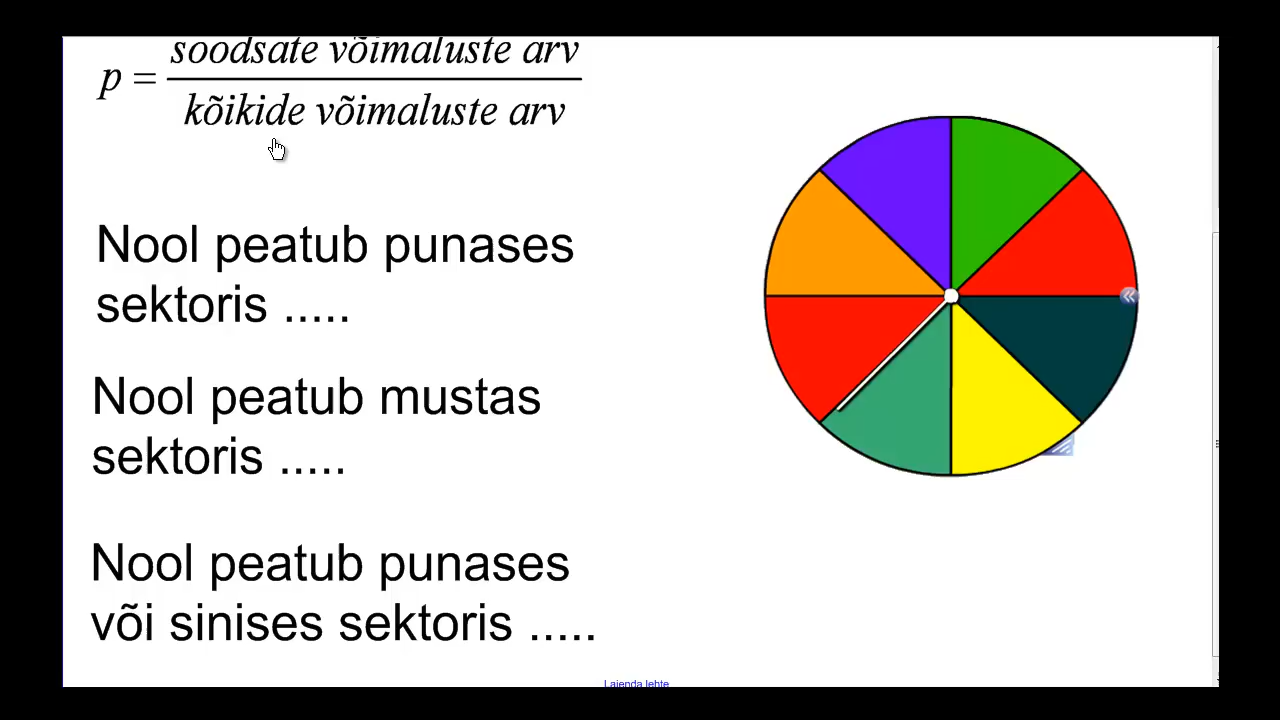 soodsate võimaluste arv
p =
kõikide võimaluste arv
Nool peatub punases
sektoris .....
Nool peatub mustas
sektoris .....
Nool peatub punases
või sinises sektoris .....
Laienda lehte